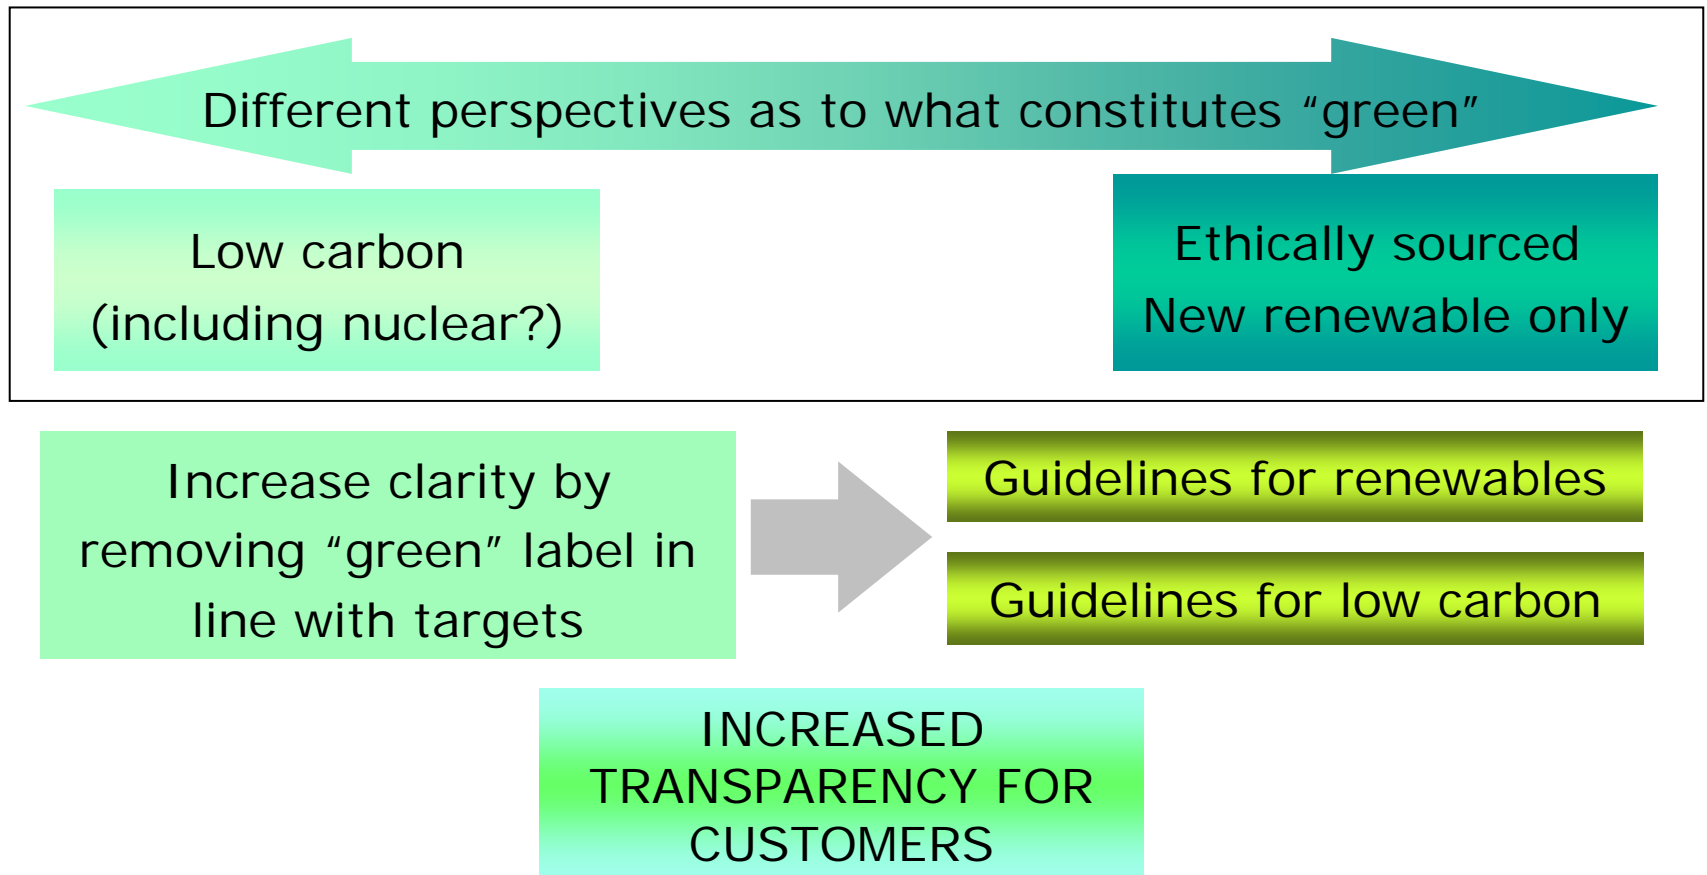 Different perspectives as to what constitutes “green”
Low carbon
(including nuclear?)
Ethically sourced
New renewable only
Increase clarity by
removing “green” label in
line with targets
Guidelines for renewables
Guidelines for low carbon
INCREASED
TRANSPARENCY FOR
CUSTOMERS